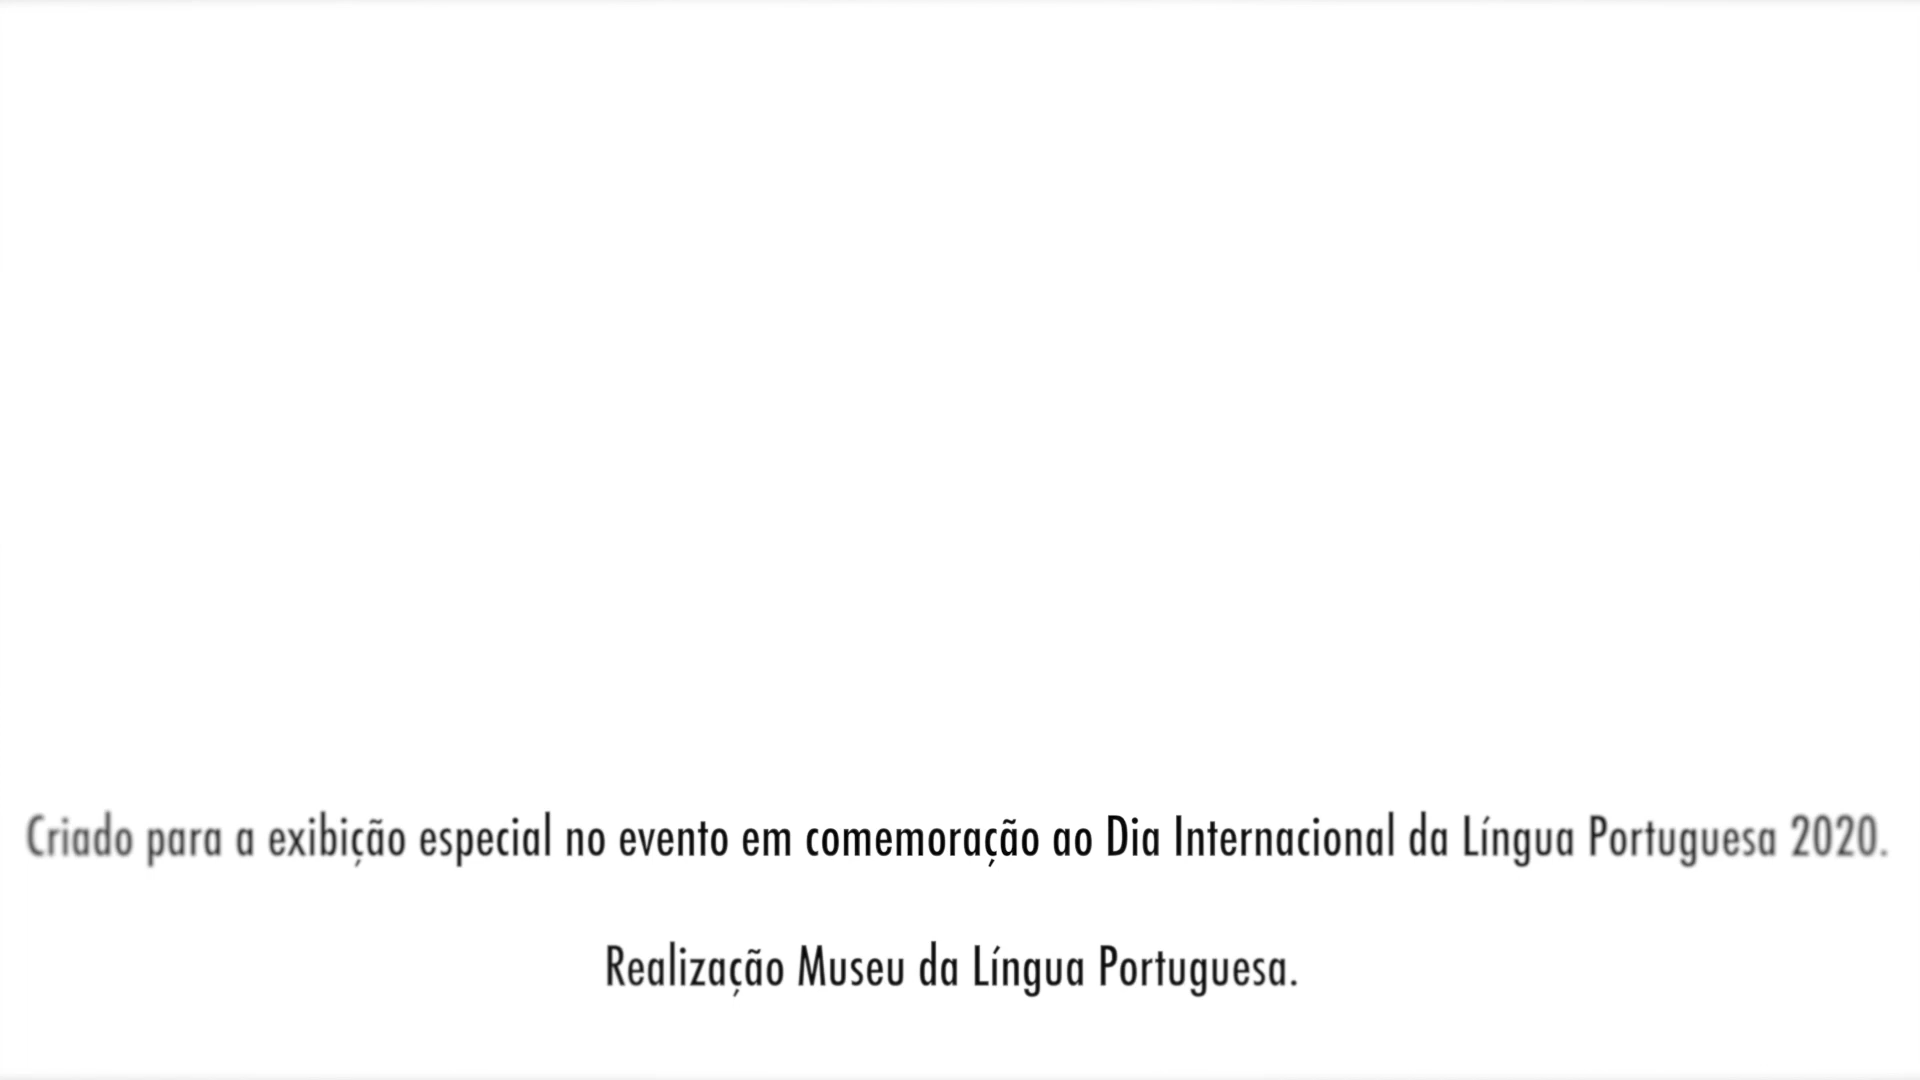 Criado para a exibição especial no evento em comemoração ao Dia Internacional da Língua Portuguesa 2020.
Realização Museu da Língua Portuguesa.